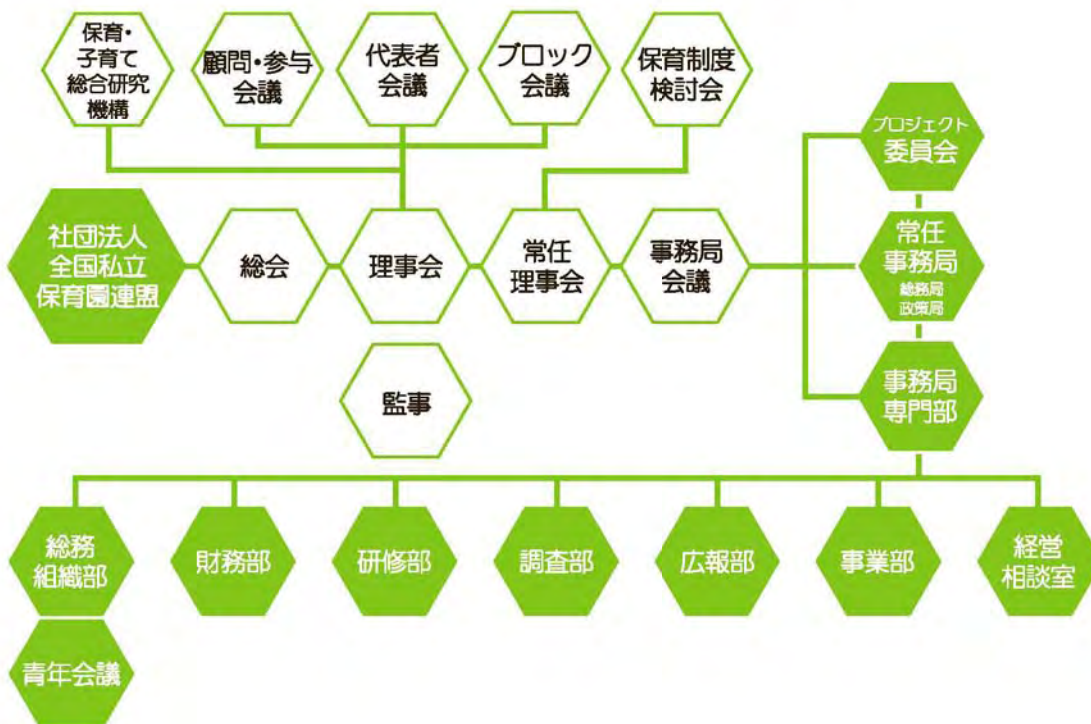 保育・
子育て
総合研究
機構
顧問・参与
会議
代表者
会議
ブロック
会議
保育制度
検討会
プロジェクト
委員会
社団法人
全国私立
保育園連盟
総会
理事会
常任
理事会
事務局
会議
常任
事務局
総務局
政策局
監事
事務局
専門部
総務
組織部
財務部
研修部
調査部
広報部
事業部
経営
相談室
青年会議